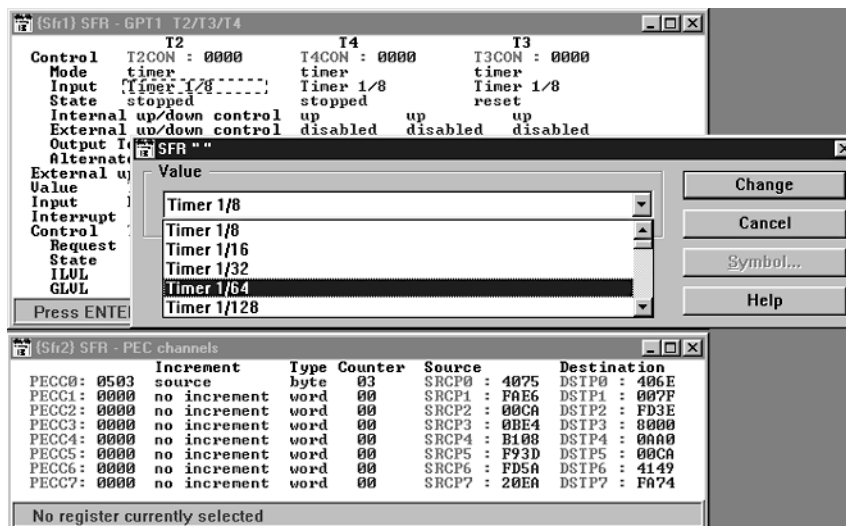 {Sfr1} SFR - GPT1 T2/T3/T4
T2 T4 T3
Control T2CON : 0000 T4CON : 0000 T3CON : 0000
Mode timer timer timer
Input Timer 1/8 Timer 1/8 Timer 1/8
State stopped stopped reset
Internal up/down control up up up
External up/down control disabled disabled disabled
Output
Alternat
External
Value
Input
Interrupt
Control
Request
State
ILVL
GLVL
Press ENTE
SFR " "
Value
Timer 1/8
Timer 1/8
Timer 1/16
Timer 1/32
Timer 1/64
Timer 1/128
Change
Cancel
Symbol...
Help
{Sfr2} SFR - PEC channels
Increment Type Counter Source Destination
PECC0: 0503 source byte 03 SRCP0 : 4075 DSTP0 : 406E
PECC1: 0000 no increment word 00 SRCP1 : FAE6 DSTP1 : 007F
PECC2: 0000 no increment word 00 SRCP2 : 00CA DSTP2 : FD3E
PECC3: 0000 no increment word 00 SRCP3 : 0BE4 DSTP3 : 8000
PECC4: 0000 no increment word 00 SRCP4 : B108 DSTP4 : 0AA0
PECC5: 0000 no increment word 00 SRCP5 : F93D DSTP5 : 00CA
PECC6: 0000 no increment word 00 SRCP6 : FD5A DSTP6 : 4149
PECC7: 0000 no increment word 00 SRCP7 : 20EA DSTP7 : FA74
No register currently selected